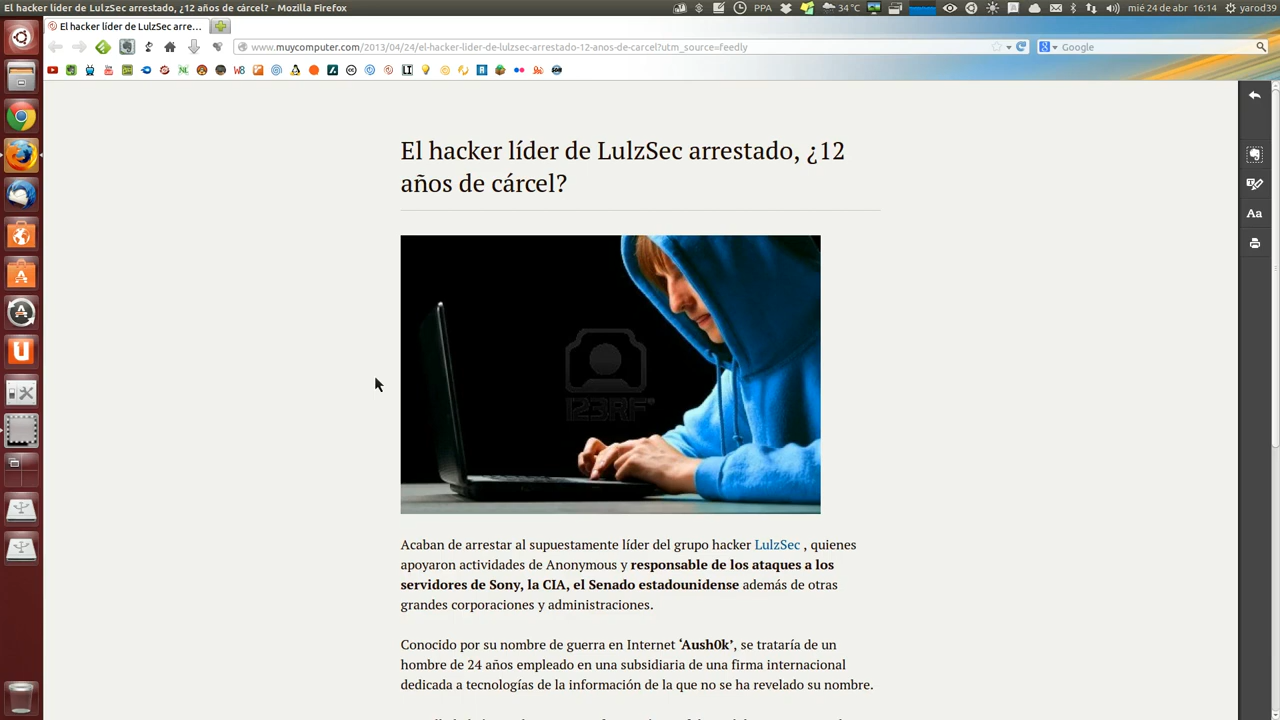 El hacker líder de LulzSec arrestado, ¿12 años de cárcel? - Mozilla Firefox
PPA
34°C
mié 24 de abr
16:14
yarod39
El hacker líder de LulzSec arre...
www.muycomputer.com/2013/04/24/el-hacker-lider-de-lulzsec-arrestado-12-anos-de-carcel?utm_source=feedly
Google
El hacker líder de LulzSec arrestado, ¿12
años de cárcel?
123RF
Acaban de arrestar al supuestamente líder del grupo hacker LulzSec , quienes
apoyaron actividades de Anonymous y responsable de los ataques a los
servidores de Sony, la CIA, el Senado estadounidense además de otras
grandes corporaciones y administraciones.
Conocido por su nombre de guerra en Internet ‘Aush0k’, se trataría de un
hombre de 24 años empleado en una subsidiaria de una firma internacional
dedicada a tecnologías de la información de la que no se ha revelado su nombre.
Aa